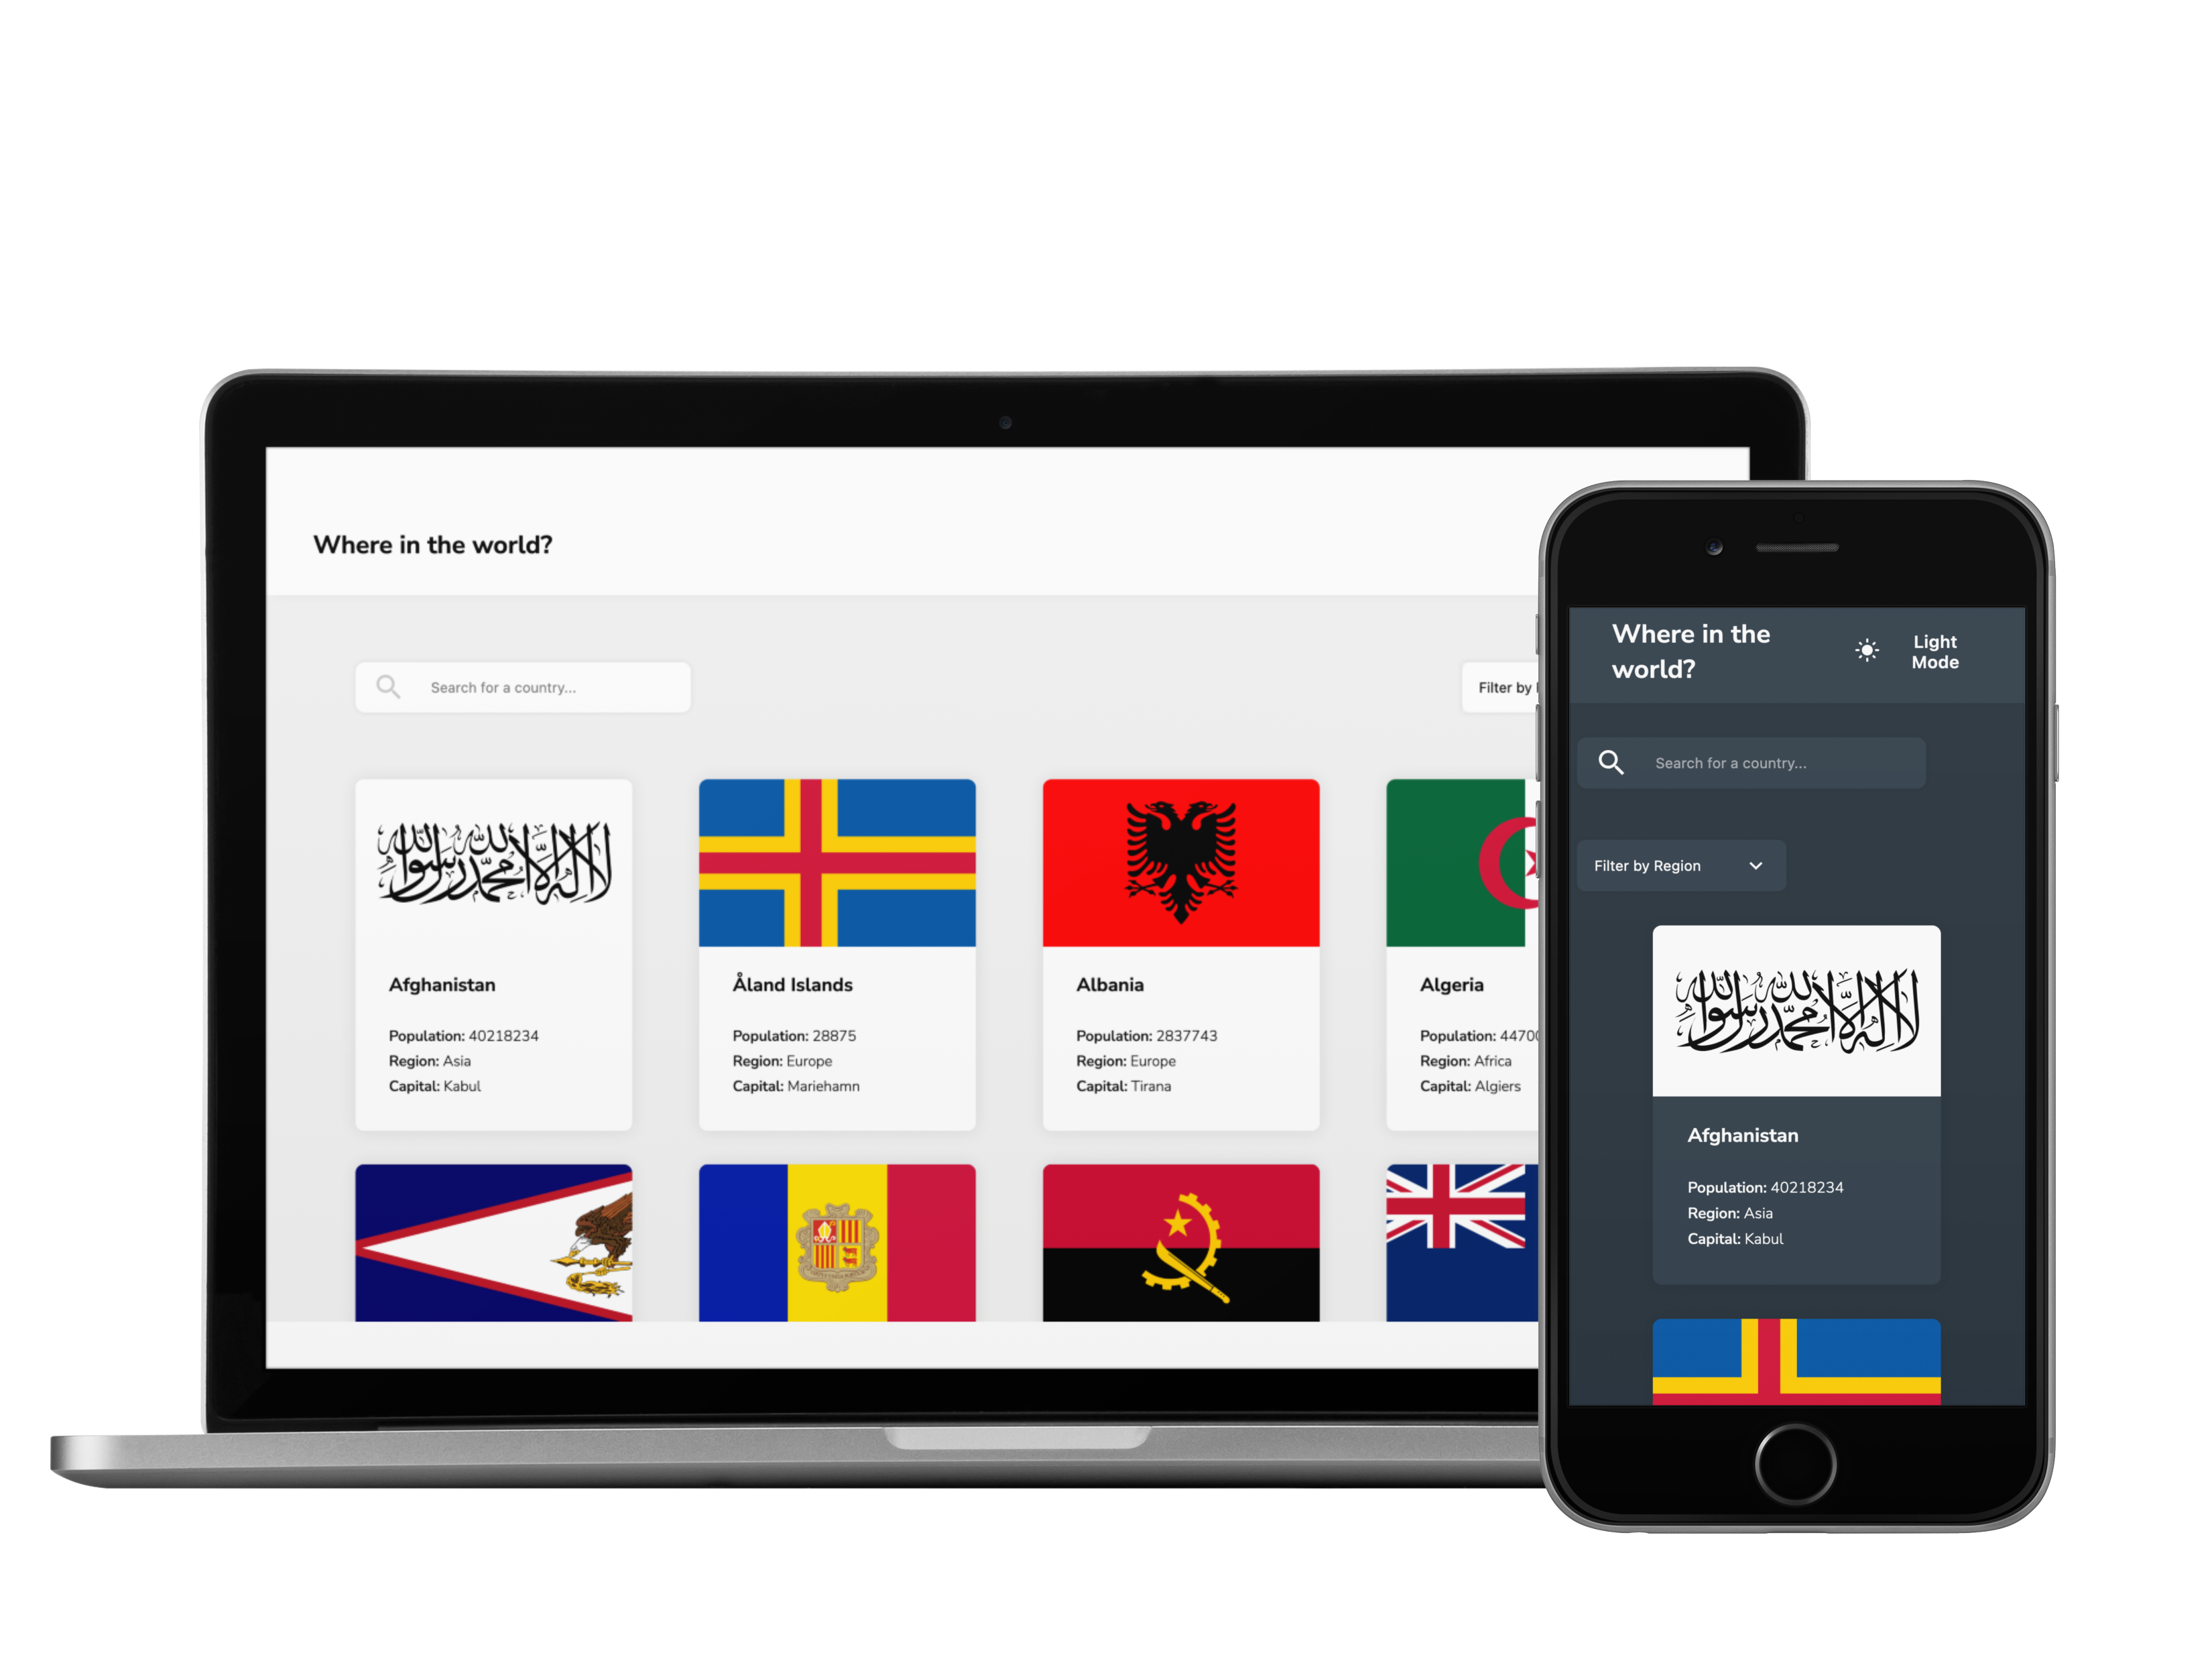 Where in the world?
Search for a country...
Filter by
لا إله إلا الله محمد رسول الله
Afghanistan
Population: 40218234
Region: Asia
Capital: Kabul
Åland Islands
Population: 28875
Region: Europe
Capital: Mariehamn
Albania
Population: 2837743
Region: Europe
Capital: Tirana
Algeria
Population: 4470
Region: Africa
Capital: Algiers
Where in the
world?
Light
Mode
Search for a country...
Filter by Region
لا إله إلا الله محمد رسول الله
Afghanistan
Population: 40218234
Region: Asia
Capital: Kabul